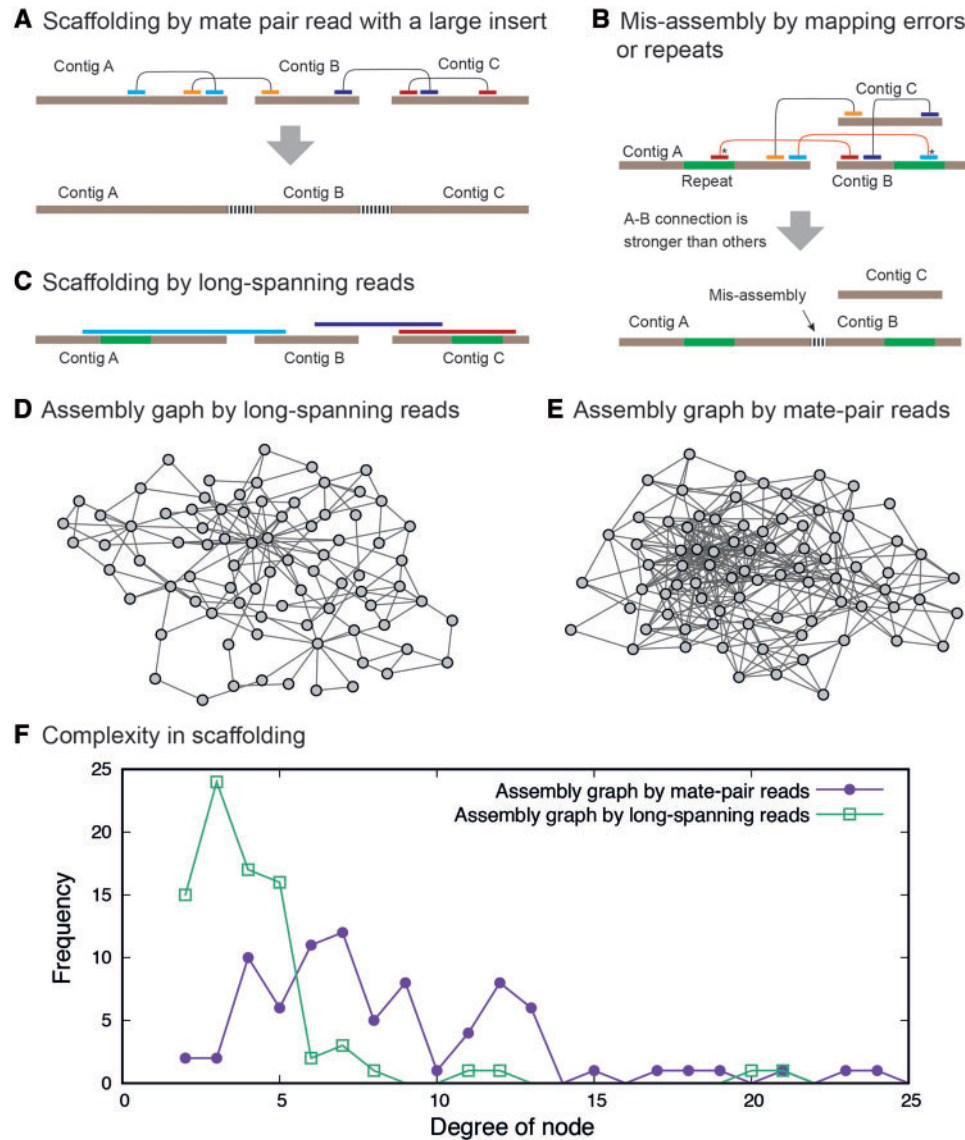 A Scaffolding by mate pair read with a large insert
Contig A
Contig B
Contig C
Contig A
Contig B
Contig C
B Mis-assembly by mapping errors
or repeats
Contig C
Contig A
*
*
Repeat
Contig B
A-B connection is
stronger than others
Contig C
Mis-assembly
Contig A
Contig B
C Scaffolding by long-spanning reads
Contig A
Contig B
Contig C
D Assembly gaph by long-spanning reads
E Assembly graph by mate-pair reads
F Complexity in scaffolding
Assembly graph by mate-pair reads
Assembly graph by long-spanning reads
Frequency
25
20
15
10
5
0
0 5 10 15 20 25
Degree of node